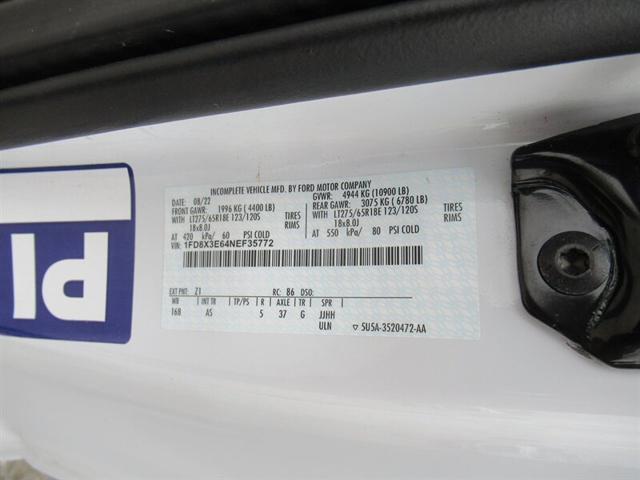 INCOMPLETE VEHICLE MFD. BY FORD MOTOR COMPANY
DATE: 08/22 GVWR: 4944 KG (10900 LB)
FRONT GAWR: 1996 KG ( 4400 LB) REAR GAWR: 3075 KG ( 6780 LB)
WITH LT275/65R18E 123/120S TIRES WITH LT275/65R18E 123/120S TIRES
18x8.0J RIMS 18x8.0J RIMS
AT 420 kPa/ 60 PSI COLD AT 550 kPa/ 80 PSI COLD
VIN: 1FD8X3E64NEF35772
EXT PNT: Z1 RC: 86 DSO:
WB INT TR TP/PS R AXLE TR SPR
168 AS 5 37 G JJHH
ULN ▽ 5U5A-3520472-AA
PI